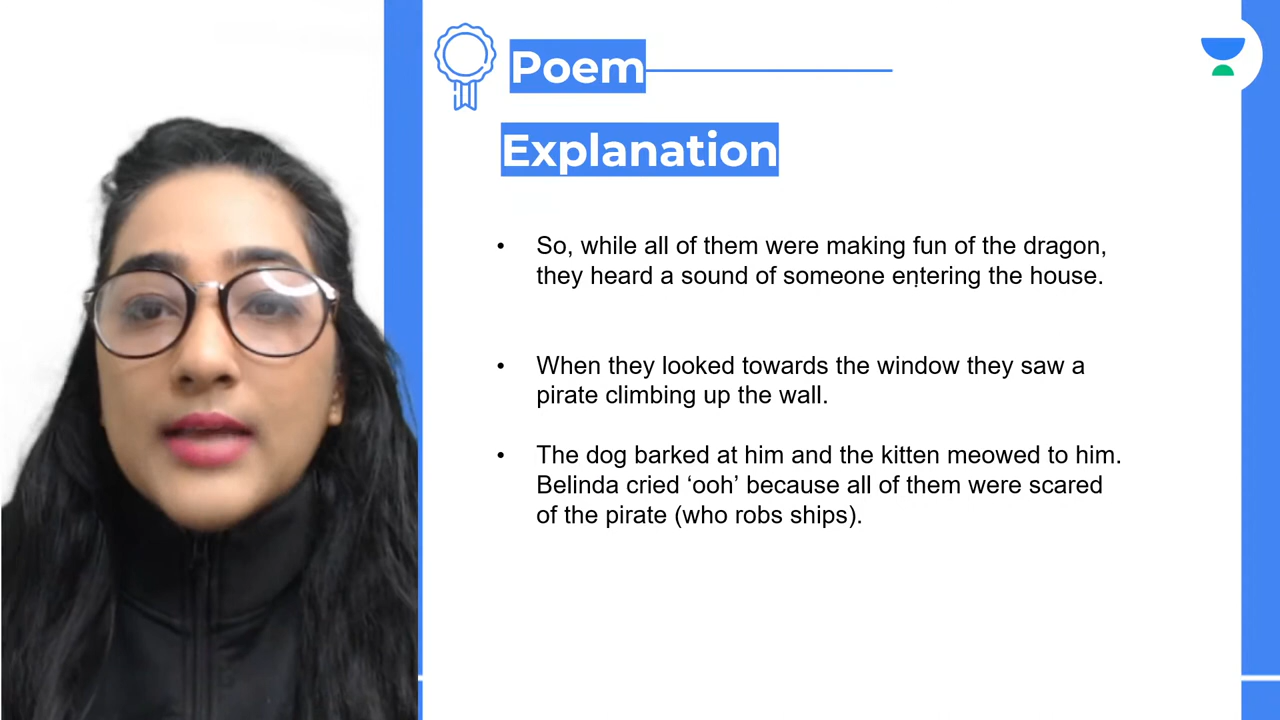 Poem
Explanation
• So, while all of them were making fun of the dragon,
they heard a sound of someone entering the house.
• When they looked towards the window they saw a
pirate climbing up the wall.
• The dog barked at him and the kitten meowed to him.
Belinda cried ‘ooh’ because all of them were scared
of the pirate (who robs ships).